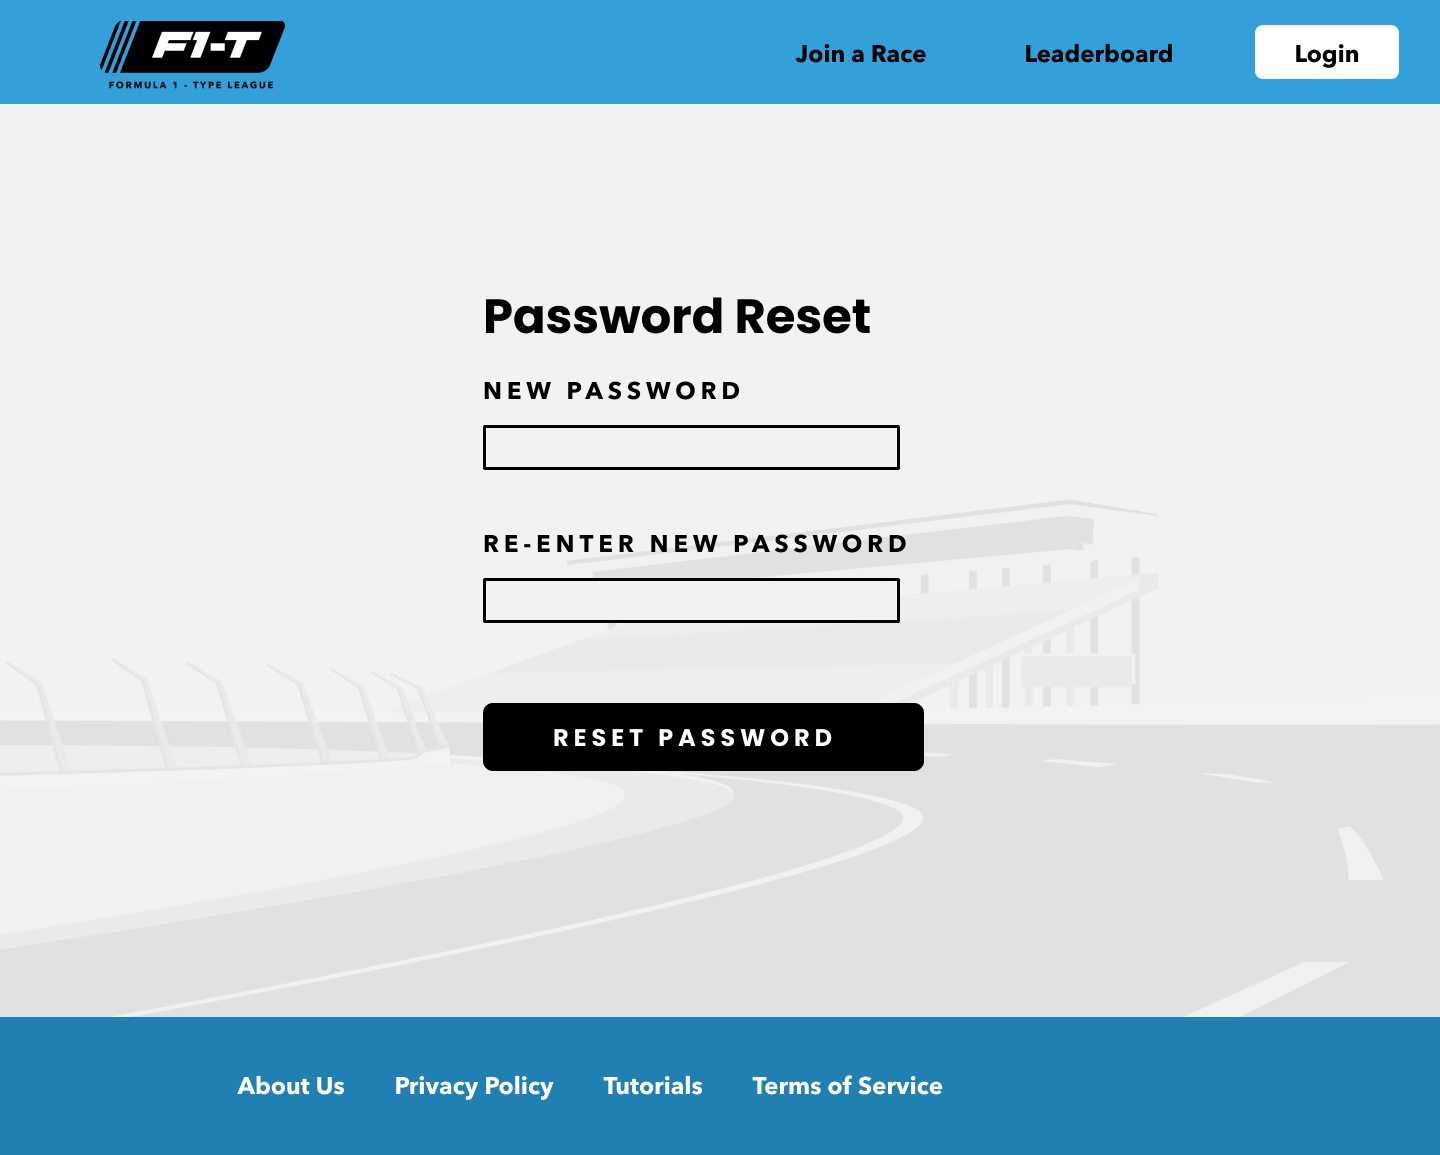 F1-T
FORMULA 1 - TYPE LEAGUE
Join a Race
Leaderboard
Login
Password Reset
NEW PASSWORD
RE-ENTER NEW PASSWORD
RESET PASSWORD
About Us
Privacy Policy
Tutorials
Terms of Service